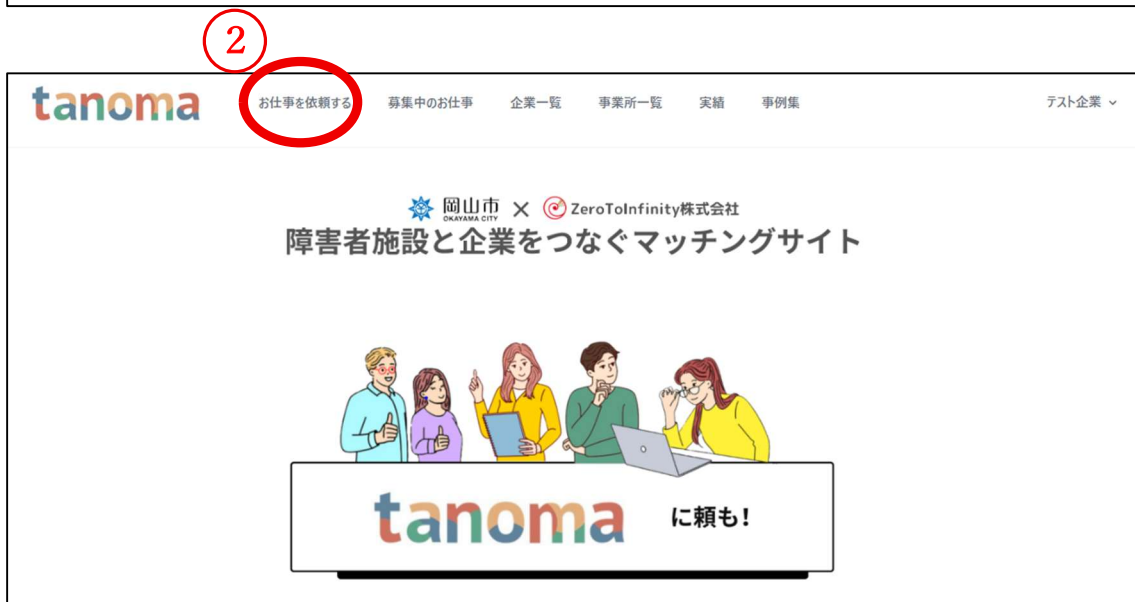 ②
tanoma お仕事を依頼する 募集中のお仕事 企業一覧 事業所一覧 実績 事例集 テスト企業
岡山市 OKAYAMA CITY × ZeroToInfinity株式会社
障害者施設と企業をつなぐマッチングサイト
tanoma に頼も!